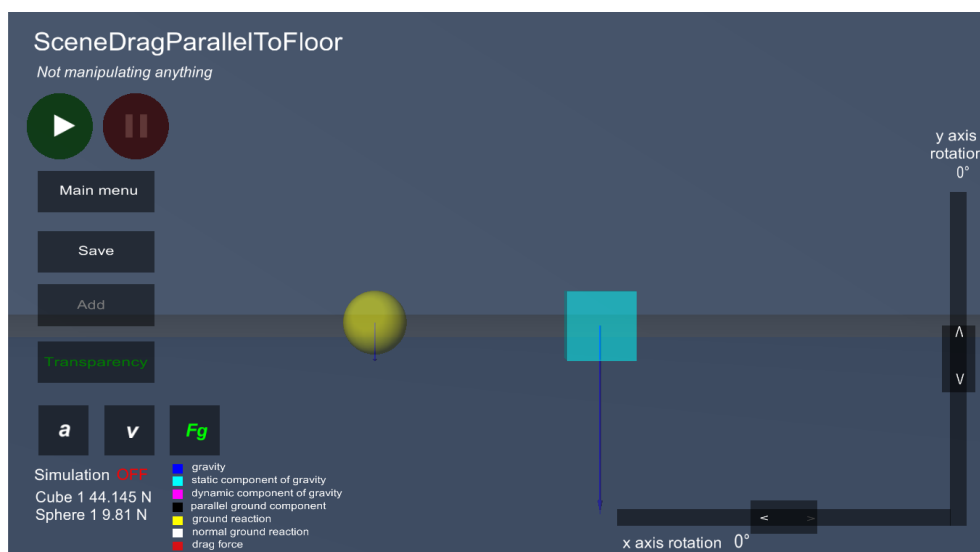 SceneDragParallelToFloor
Not manipulating anything
Main menu
Save
Add
Transparency
a v Fg
Simulation OFF
Cube 1 44.145 N
Sphere 1 9.81 N
gravity
static component of gravity
dynamic component of gravity
parallel ground component
ground reaction
normal ground reaction
drag force
y axis
rotation
0°
Λ
V
< >
x axis rotation 0°